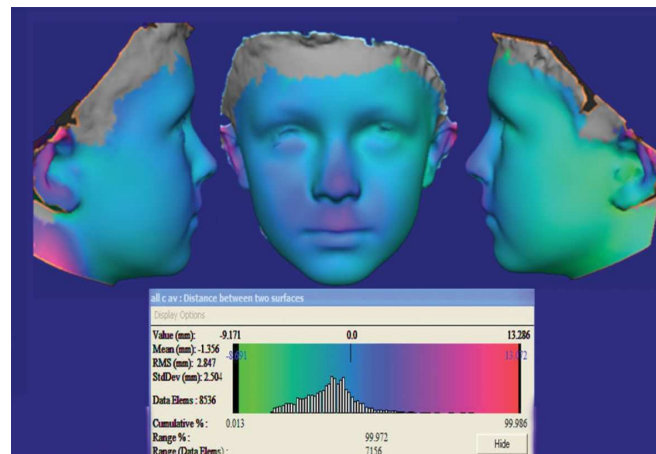 all c av : Distance between two surfaces
Display Options
Value (mm): -9.171 0.0 13.286
Mean (mm): -1.356
RMS (mm): 2.847
StdDev (mm): 2.504
Data Elems : 8536
Cumulative % : 0.013 99.986
Range % : 99.972
Range (Data Elems) : 7156
Hide